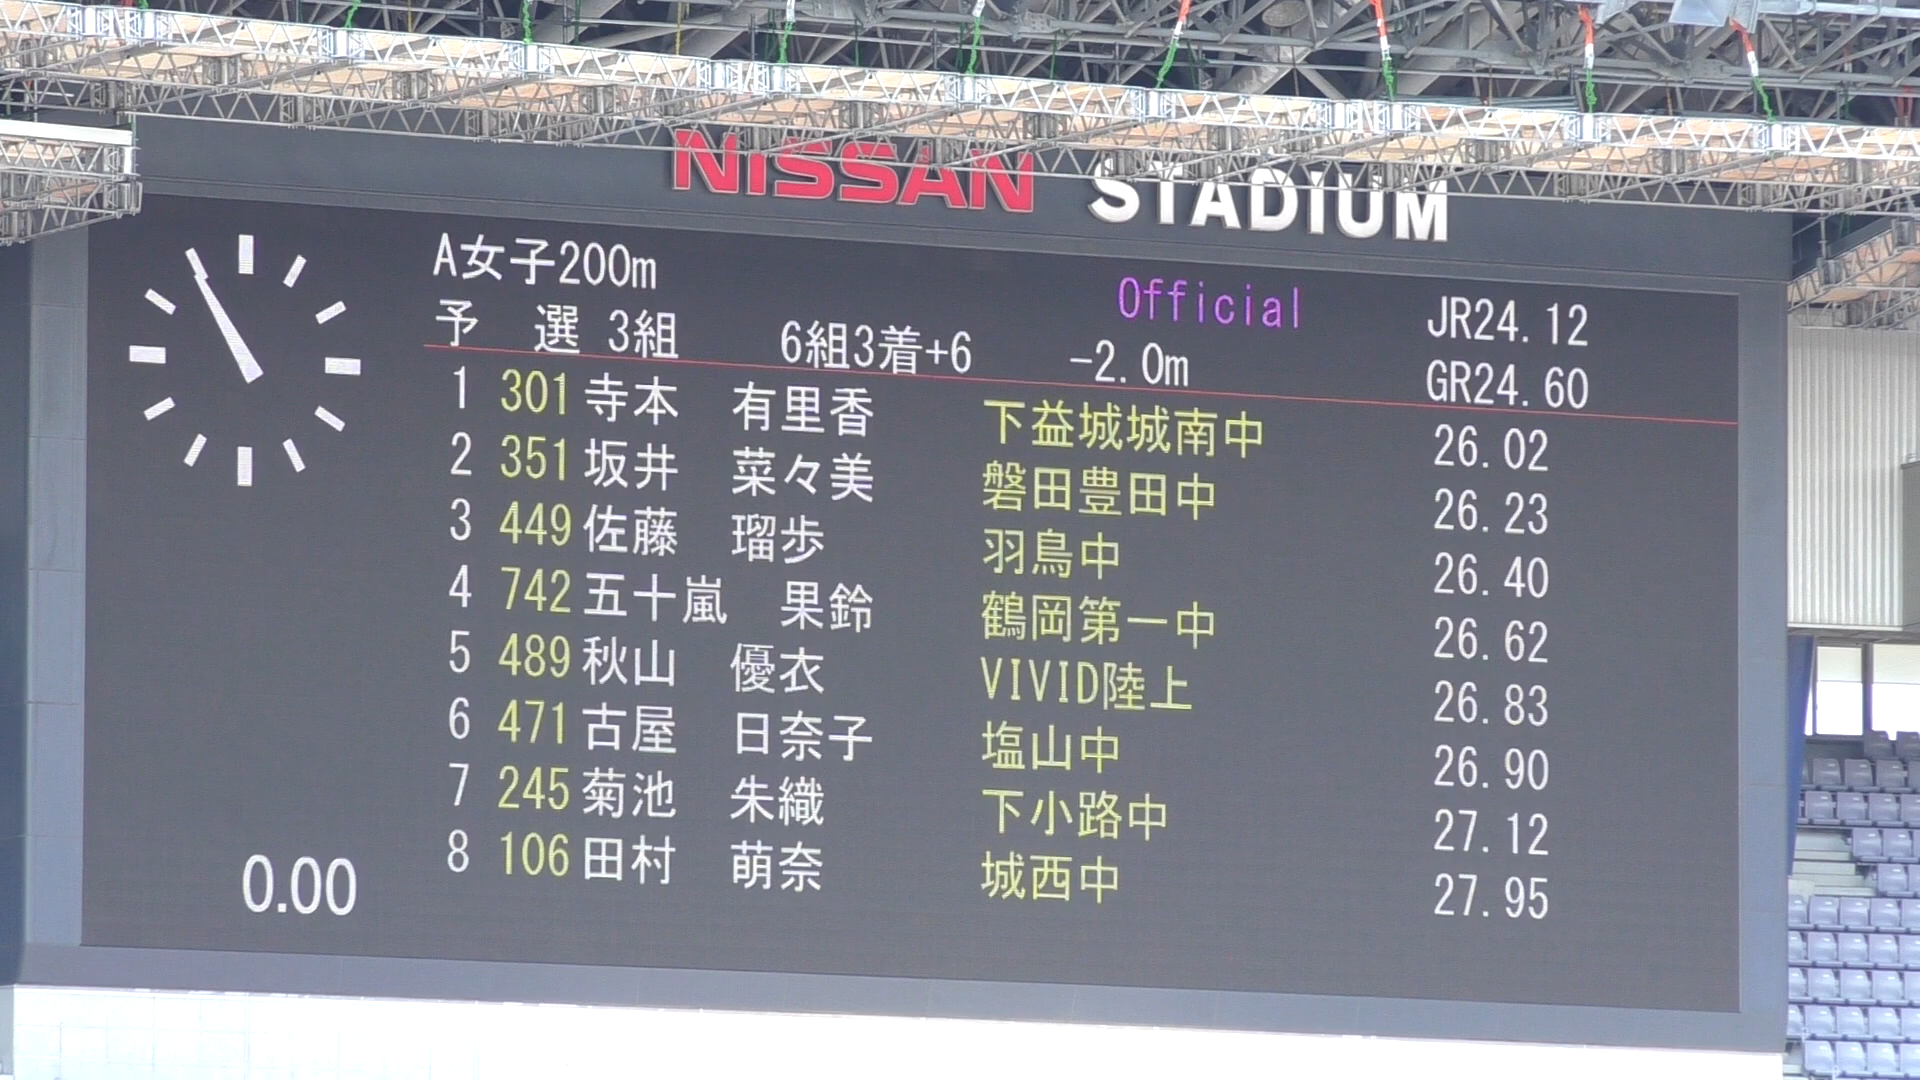 NISSAN STADIUM
A女子200m Official JR24.12
予 選 3組 6組3着+6 -2.0m GR24.60
1 301 寺本 有里香 下益城城南中 26.02
2 351 坂井 菜々美 磐田豊田中 26.23
3 449 佐藤 瑠歩 羽鳥中 26.40
4 742 五十嵐 果鈴 鶴岡第一中 26.62
5 489 秋山 優衣 VIVID陸上 26.83
6 471 古屋 日奈子 塩山中 26.90
7 245 菊池 朱織 下小路中 27.12
8 106 田村 萌奈 城西中 27.95
0.00